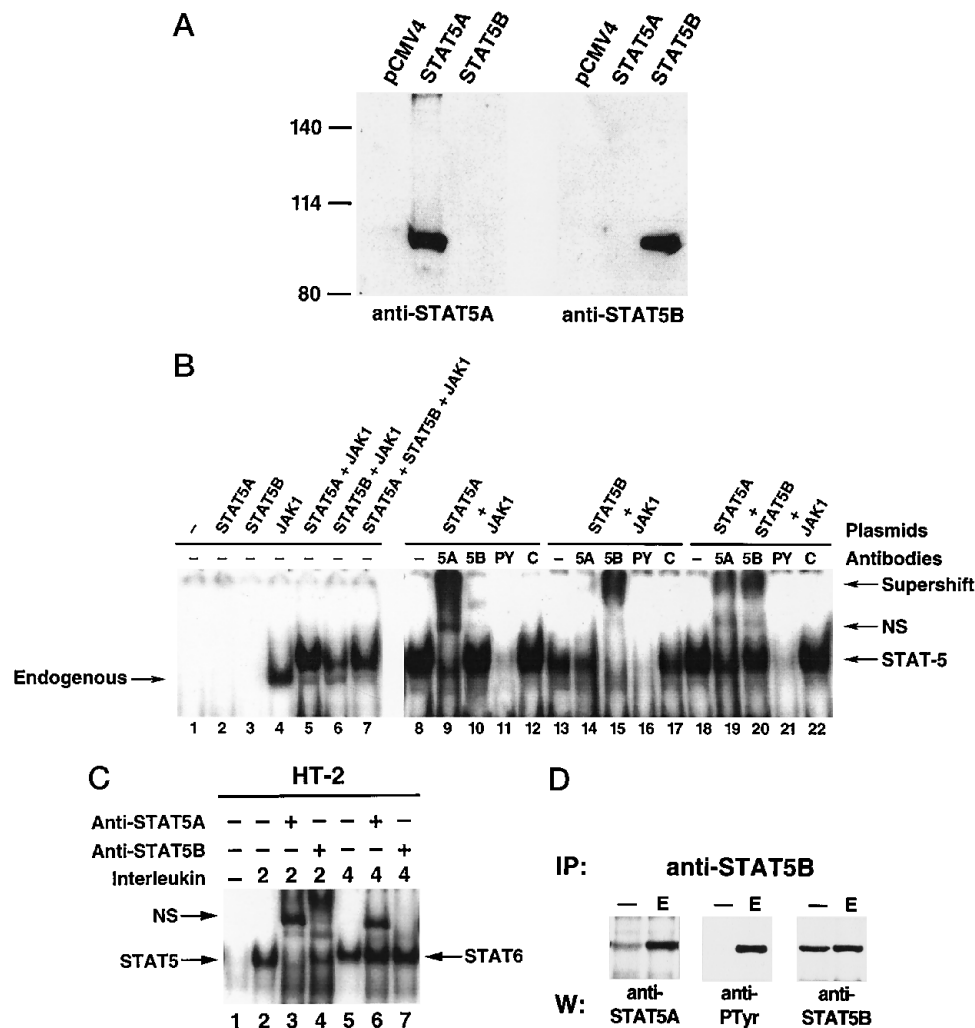 A
pCMV4 STAT5A STAT5B pCMV4 STAT5A STAT5B
140
114
80
anti-STAT5A anti-STAT5B
B
– STAT5A STAT5B JAK1 STAT5A + JAK1 STAT5B + JAK1 STAT5A + STAT5B + JAK1 STAT5A + JAK1 STAT5B + JAK1 STAT5A + STAT5B + JAK1 Plasmids
– – – – – – – – 5A 5B PY C – 5A 5B PY C – 5A 5B PY C Antibodies
Supershift
NS
STAT-5
Endogenous
1 2 3 4 5 6 7 8 9 10 11 12 13 14 15 16 17 18 19 20 21 22
C
HT-2
Anti-STAT5A – – + – – + –
Anti-STAT5B – – – + – – +
Interleukin – 2 2 2 4 4 4
NS
STAT5 STAT6
1 2 3 4 5 6 7
D
IP: anti-STAT5B
– E – E – E
W: anti-STAT5A anti-PTyr anti-STAT5B